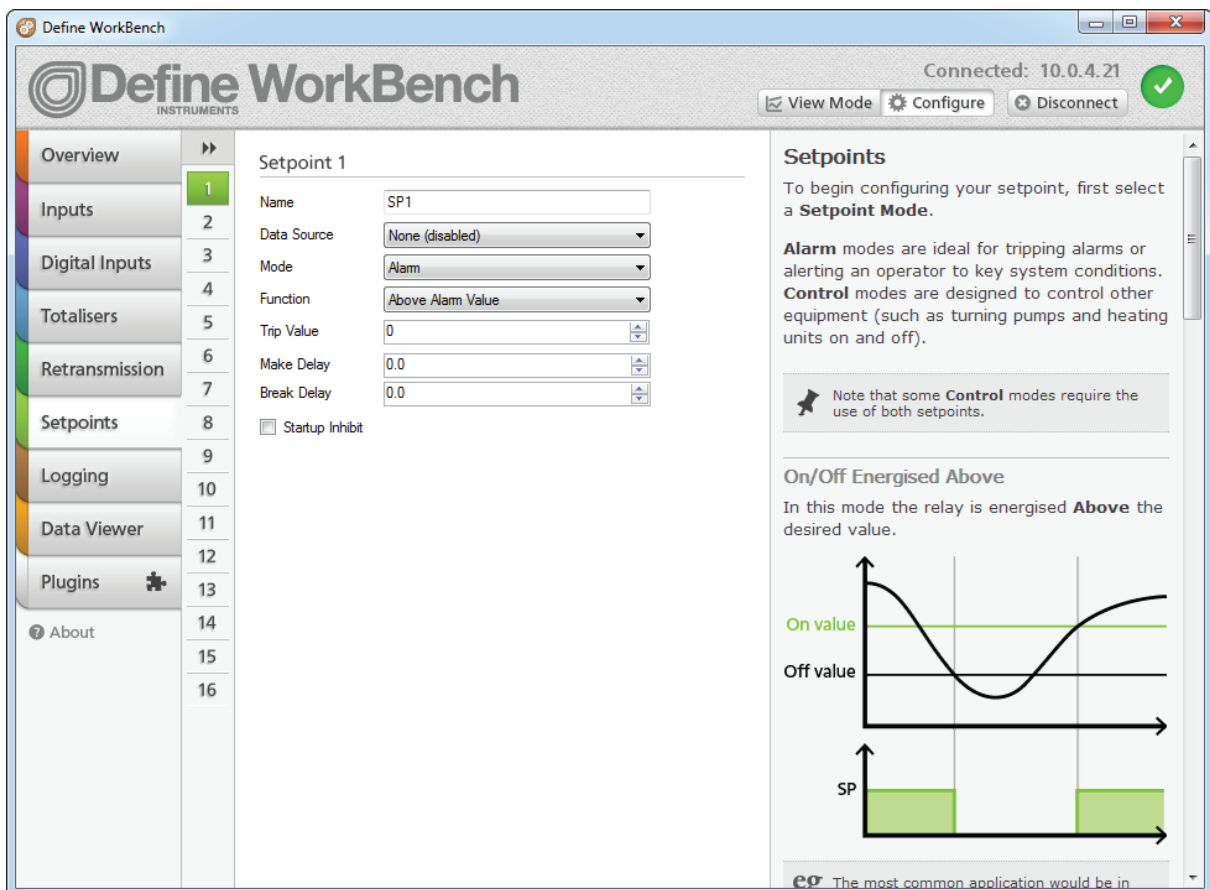 Define WorkBench
Define WorkBench
INSTRUMENTS
Connected: 10.0.4.21
View Mode
Configure
Disconnect
Overview
Inputs
Digital Inputs
Totalisers
Retransmission
Setpoints
Logging
Data Viewer
Plugins
About
1
2
3
4
5
6
7
8
9
10
11
12
13
14
15
16
Setpoint 1
Name SP1
Data Source None (disabled)
Mode Alarm
Function Above Alarm Value
Trip Value 0
Make Delay 0.0
Break Delay 0.0
Startup Inhibit
Setpoints
To begin configuring your setpoint, first select
a Setpoint Mode.
Alarm modes are ideal for tripping alarms or
alerting an operator to key system conditions.
Control modes are designed to control other
equipment (such as turning pumps and heating
units on and off).
Note that some Control modes require the
use of both setpoints.
On/Off Energised Above
In this mode the relay is energised Above the
desired value.
On value
Off value
SP
eg The most common application would be in